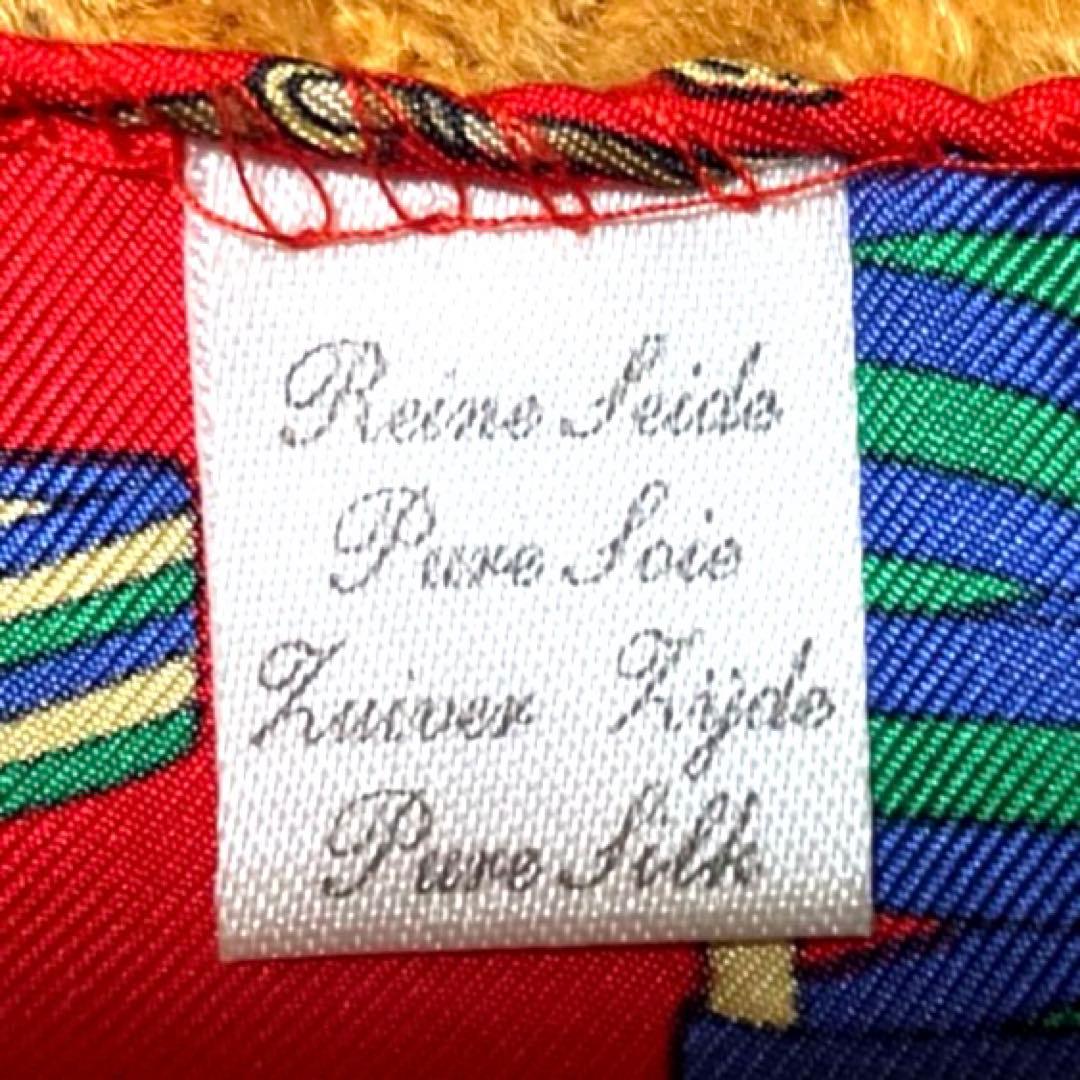 Reine Seide
Pure Soie
Zuiver Zijde
Pure Silk